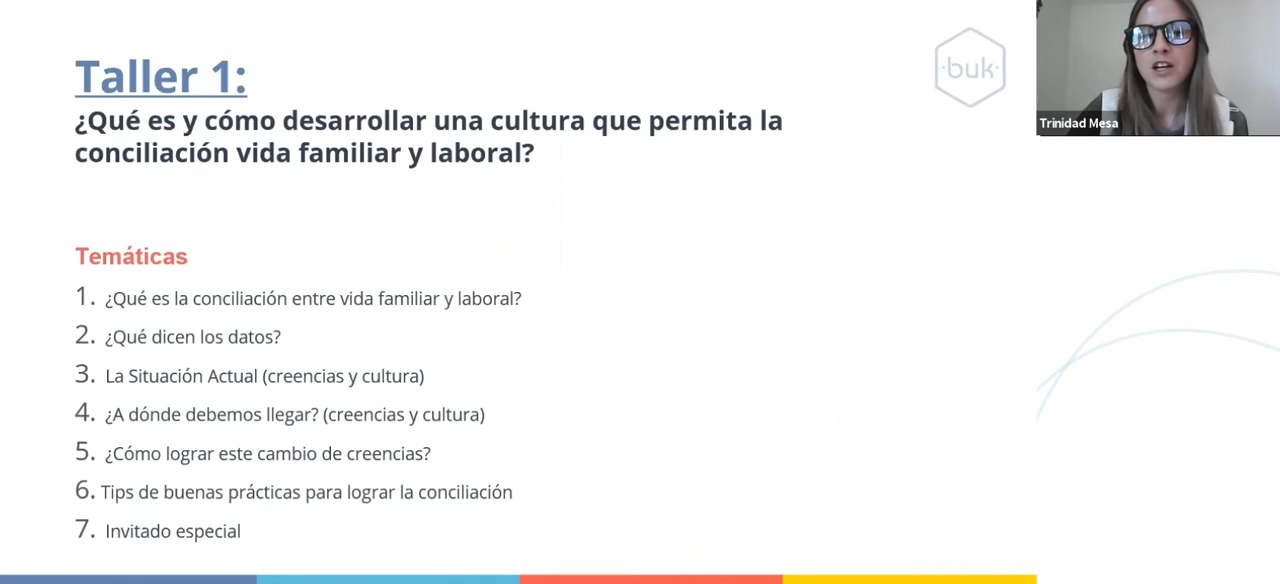 Taller 1:
¿Qué es y cómo desarrollar una cultura que permita la
conciliación vida familiar y laboral?
·buk·
Trinidad Mesa
Temáticas
1. ¿Qué es la conciliación entre vida familiar y laboral?
2. ¿Qué dicen los datos?
3. La Situación Actual (creencias y cultura)
4. ¿A dónde debemos llegar? (creencias y cultura)
5. ¿Cómo lograr este cambio de creencias?
6. Tips de buenas prácticas para lograr la conciliación
7. Invitado especial